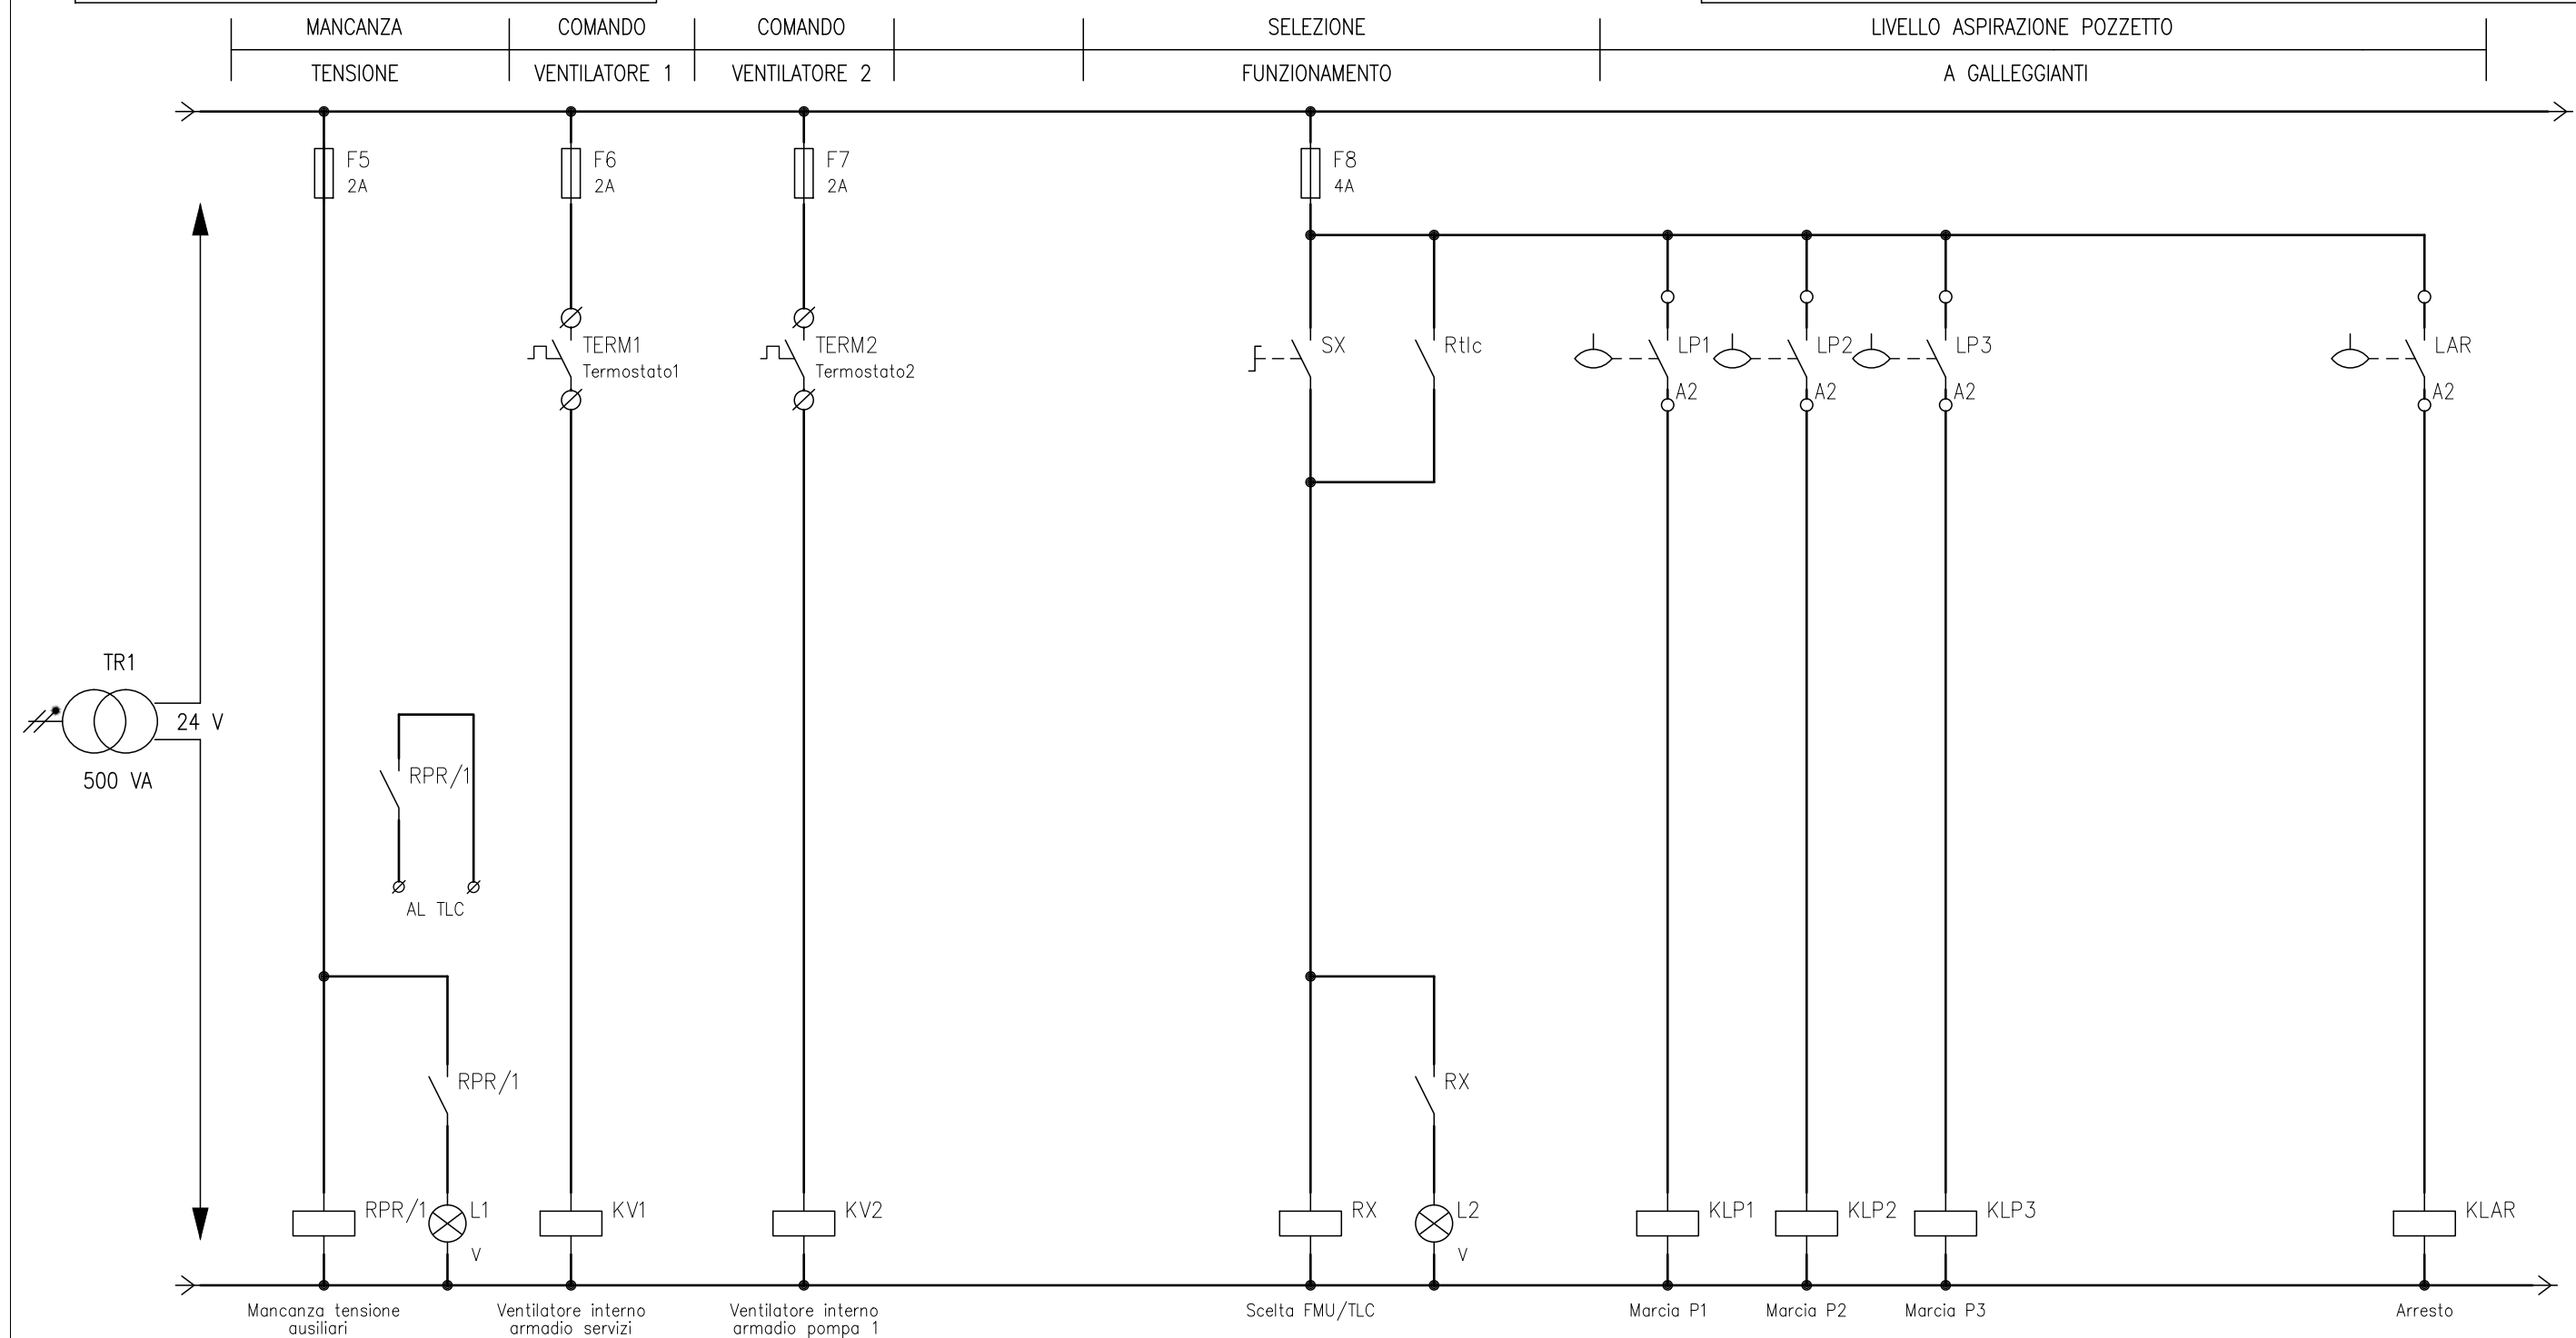 MANCANZA
TENSIONE
COMANDO
VENTILATORE 1
COMANDO
VENTILATORE 2
SELEZIONE
FUNZIONAMENTO
LIVELLO ASPIRAZIONE POZZETTO
A GALLEGGIANTI
F5
2A
F6
2A
F7
2A
F8
4A
TERM1
Termostato1
TERM2
Termostato2
SX
Rtlc
LP1
A2
LP2
A2
LP3
A2
LAR
A2
TR1
24 V
500 VA
RPR/1
AL TLC
RPR/1
RX
RPR/1
L1
V
KV1
KV2
RX
L2
V
KLP1
KLP2
KLP3
KLAR
Mancanza tensione
ausiliari
Ventilatore interno
armadio servizi
Ventilatore interno
armadio pompa 1
Scelta FMU/TLC
Marcia P1
Marcia P2
Marcia P3
Arresto